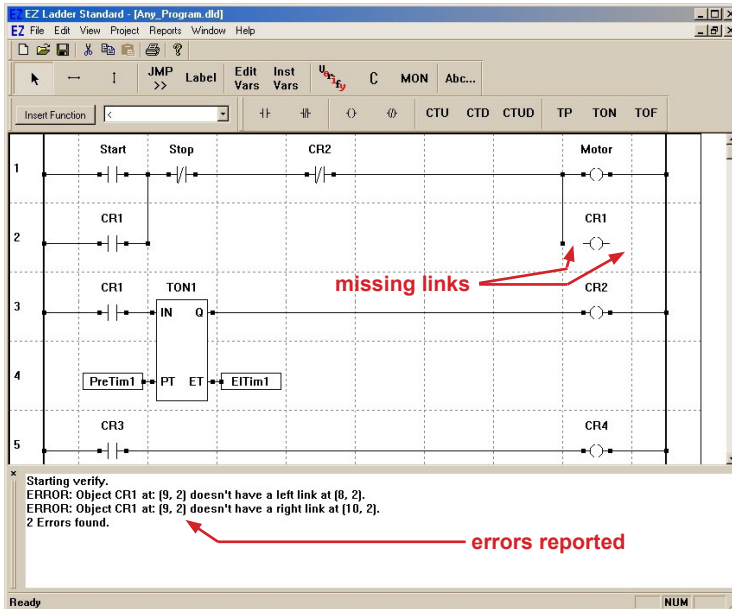 EZ Ladder Standard - [Any_Program.dld]
EZ File Edit View Project Reports Window Help
JMP >> Label Edit Vars Inst Vars Verify C MON Abc...
Insert Function < CTU CTD CTUD TP TON TOF
Start Stop CR2 Motor
1
CR1 CR1
2
missing links
CR1 TON1 CR2
3
IN Q
4
PreTim1 PT ET ElTim1
CR3 CR4
5
Starting verify.
ERROR: Object CR1 at: (9, 2) doesn't have a left link at (8, 2).
ERROR: Object CR1 at: (9, 2) doesn't have a right link at (10, 2).
2 Errors found.
errors reported
Ready NUM